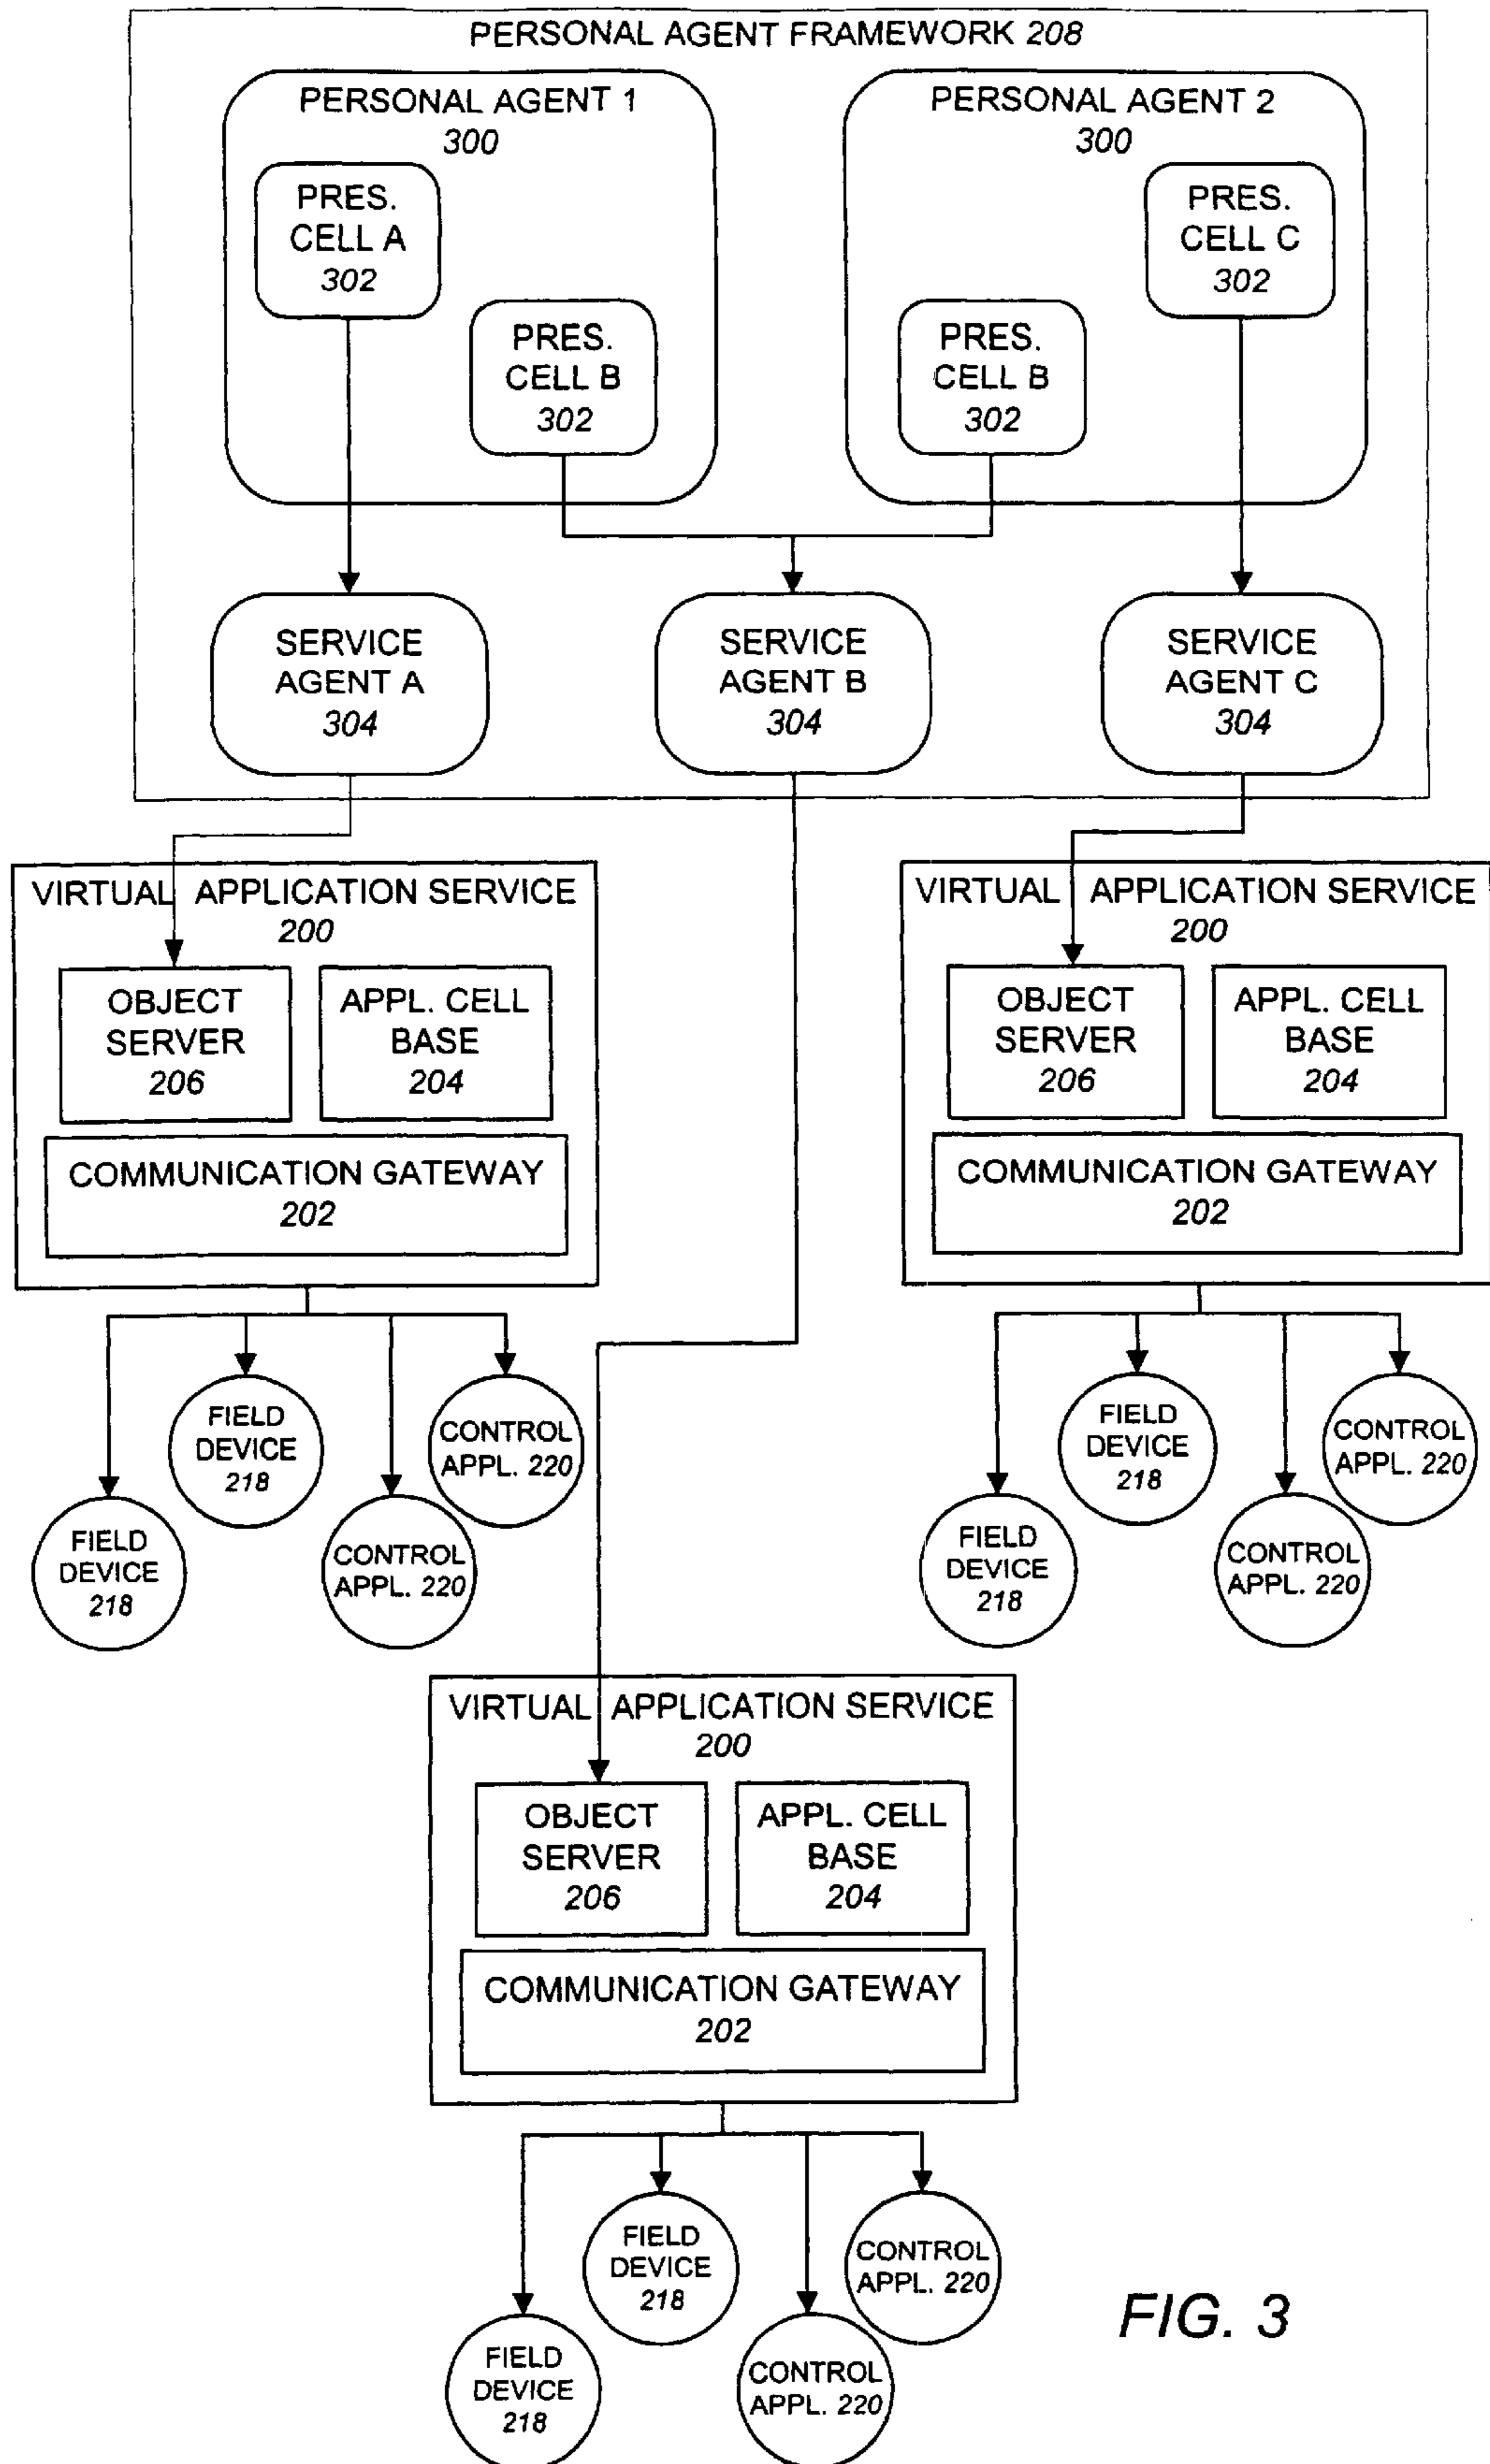 PERSONAL AGENT FRAMEWORK 208
PERSONAL AGENT 1
300
PRES.
CELL A
302
PRES.
CELL B
302
PERSONAL AGENT 2
300
PRES.
CELL C
302
PRES.
CELL B
302
SERVICE
AGENT A
304
SERVICE
AGENT B
304
SERVICE
AGENT C
304
VIRTUAL APPLICATION SERVICE
200
OBJECT
SERVER
206
APPL. CELL
BASE
204
COMMUNICATION GATEWAY
202
FIELD
DEVICE
218
CONTROL
APPL. 220
FIELD
DEVICE
218
CONTROL
APPL. 220
VIRTUAL APPLICATION SERVICE
200
OBJECT
SERVER
206
APPL. CELL
BASE
204
COMMUNICATION GATEWAY
202
FIELD
DEVICE
218
CONTROL
APPL. 220
FIELD
DEVICE
218
CONTROL
APPL. 220
VIRTUAL APPLICATION SERVICE
200
OBJECT
SERVER
206
APPL. CELL
BASE
204
COMMUNICATION GATEWAY
202
FIELD
DEVICE
218
CONTROL
APPL. 220
FIELD
DEVICE
218
CONTROL
APPL. 220
FIG. 3